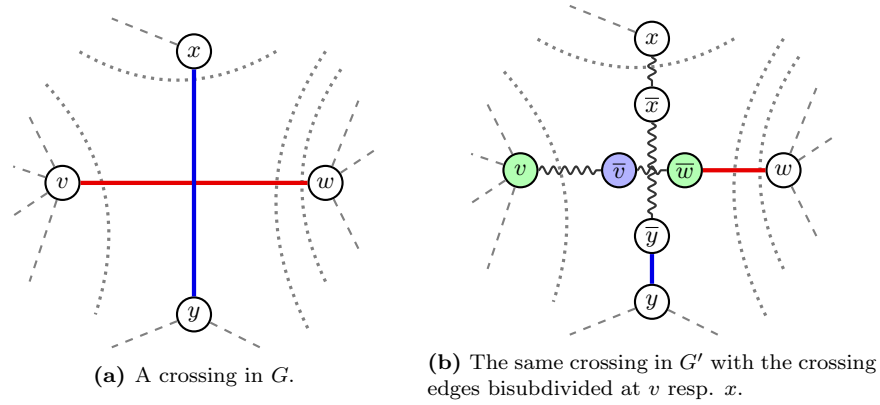 x
v
w
y
(a) A crossing in G.
x
x̅
v
v̅
w̅
w
y̅
y
(b) The same crossing in G′ with the crossing
edges bisubdivided at v resp. x.